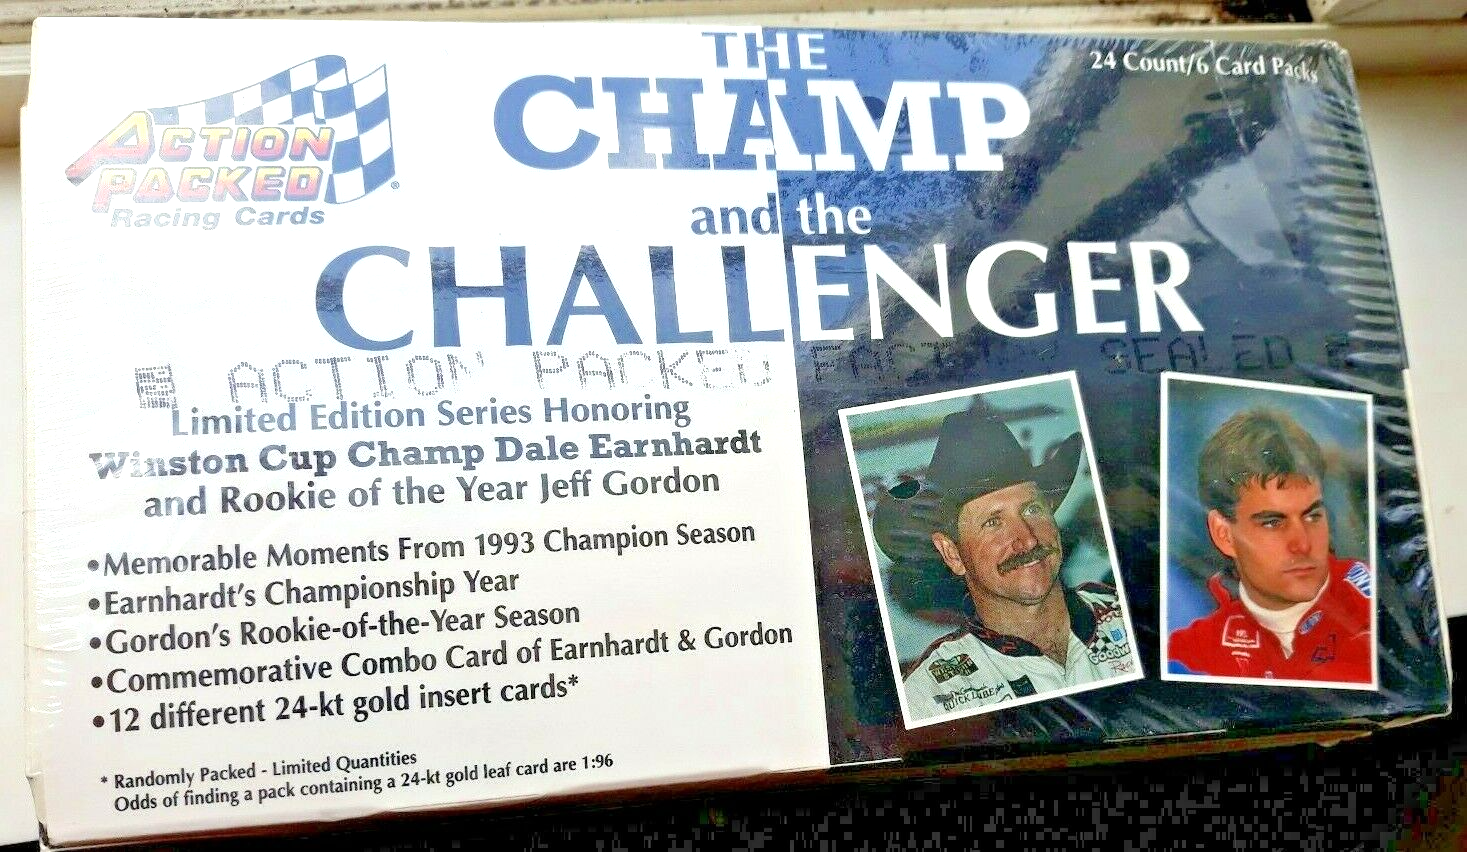 ACTION
PACKED
Racing Cards
THE
CHAMP
and the
CHALLENGER
24 Count/6 Card Packs
ACTION PACKED FACTORY SEALED
Limited Edition Series Honoring
Winston Cup Champ Dale Earnhardt
and Rookie of the Year Jeff Gordon
•Memorable Moments From 1993 Champion Season
•Earnhardt's Championship Year
•Gordon's Rookie-of-the-Year Season
•Commemorative Combo Card of Earnhardt & Gordon
•12 different 24-kt gold insert cards*
* Randomly Packed - Limited Quantities
Odds of finding a pack containing a 24-kt gold leaf card are 1:96